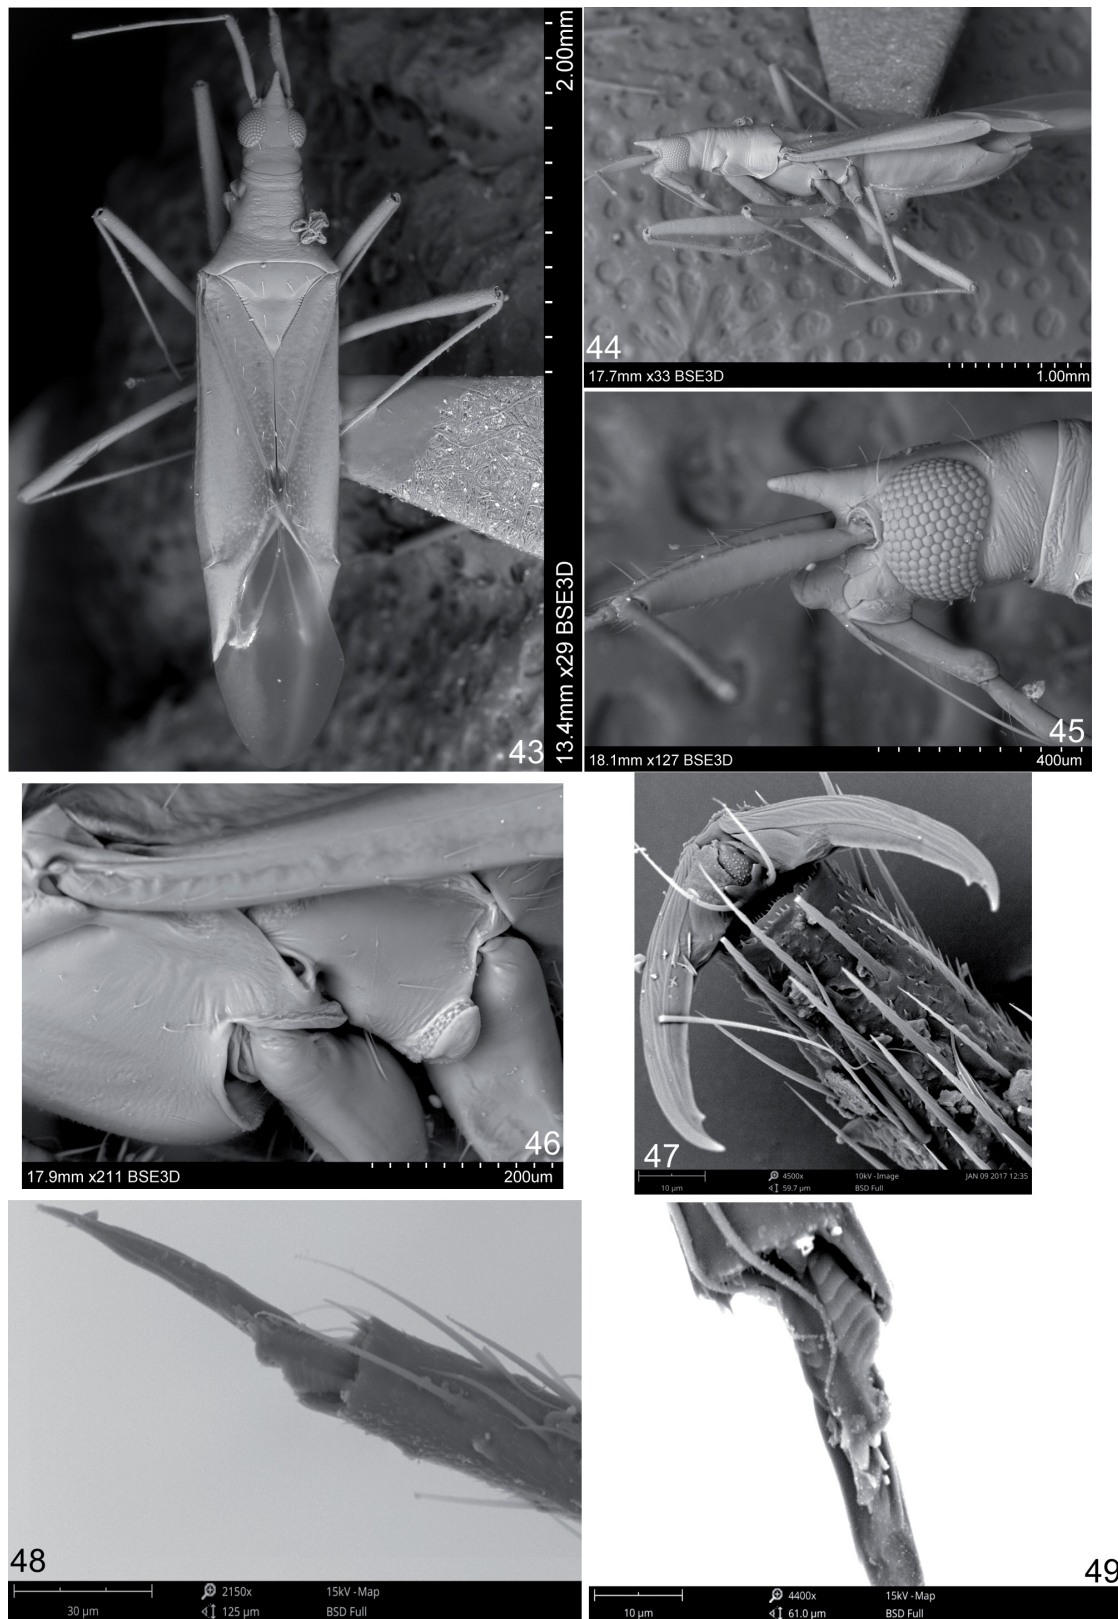 2.00mm
13.4mm x29 BSE3D
43
44
17.7mm x33 BSE3D
1.00mm
45
18.1mm x127 BSE3D
400um
46
17.9mm x211 BSE3D
200um
47
10 µm
4500x
59.7 µm
10kV -Image
BSD Full
JAN 09 2017 12:35
48
30 µm
2150x
125 µm
15kV -Map
BSD Full
49
10 µm
4400x
61.0 µm
15kV -Map
BSD Full